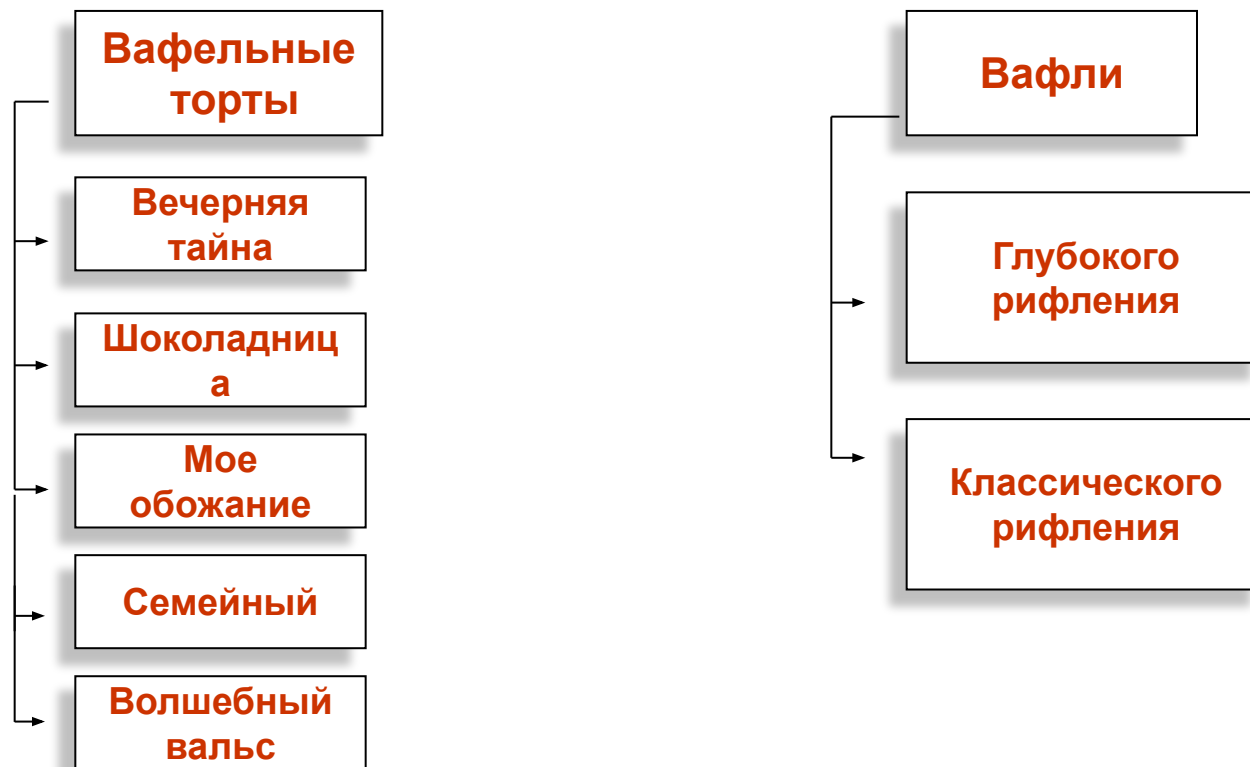 Вафельные
торты
Вечерняя
тайна
Шоколадниц
а
Мое
обожание
Семейный
Волшебный
вальс
Вафли
Глубокого
рифления
Классического
рифления